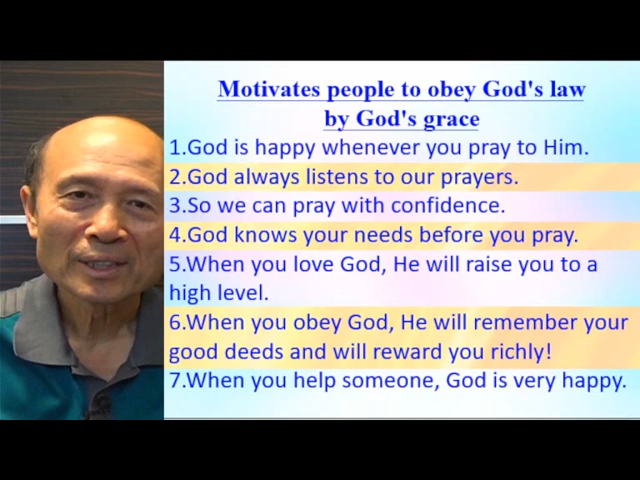 Motivates people to obey God's law
by God's grace
1.God is happy whenever you pray to Him.
2.God always listens to our prayers.
3.So we can pray with confidence.
4.God knows your needs before you pray.
5.When you love God, He will raise you to a
high level.
6.When you obey God, He will remember your
good deeds and will reward you richly!
7.When you help someone, God is very happy.